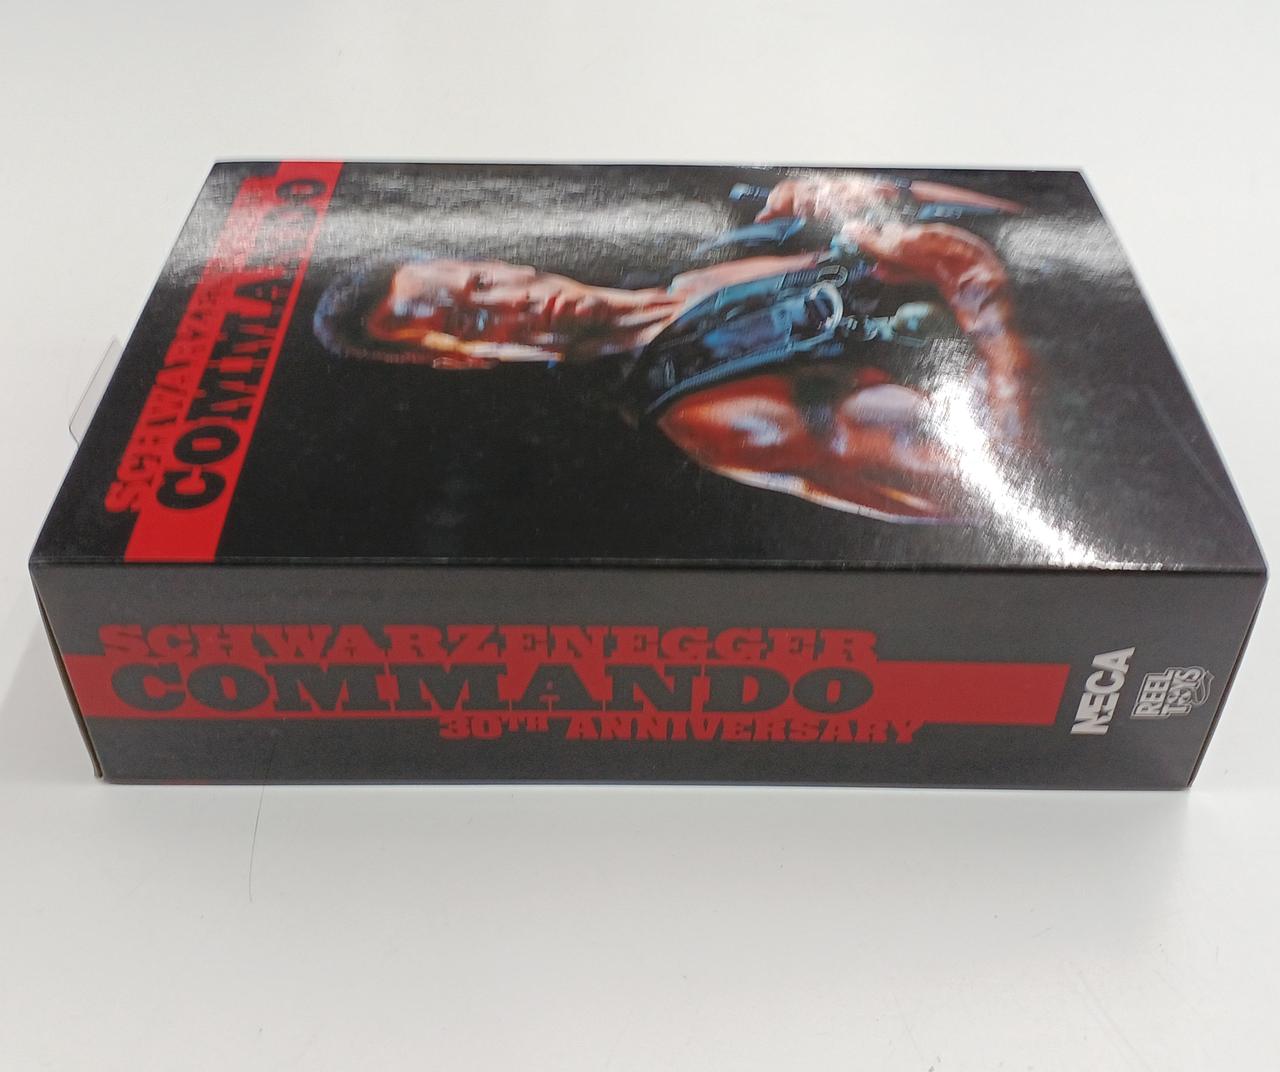 SCHWARZENEGGER
COMMANDO
SCHWARZENEGGER
COMMANDO
30TH ANNIVERSARY
NECA
REEL
TOYS